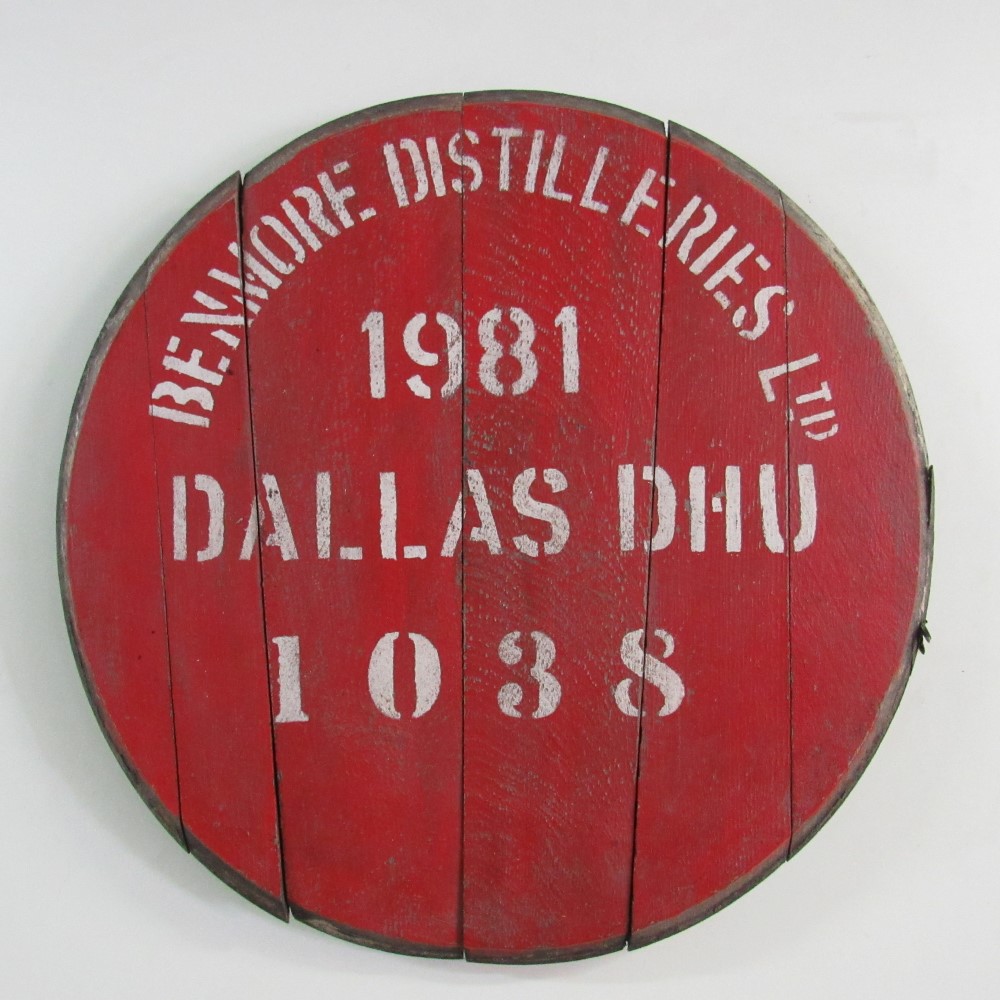 BENMORE DISTILLERIES LTD
1981
DALLAS DHU
1038